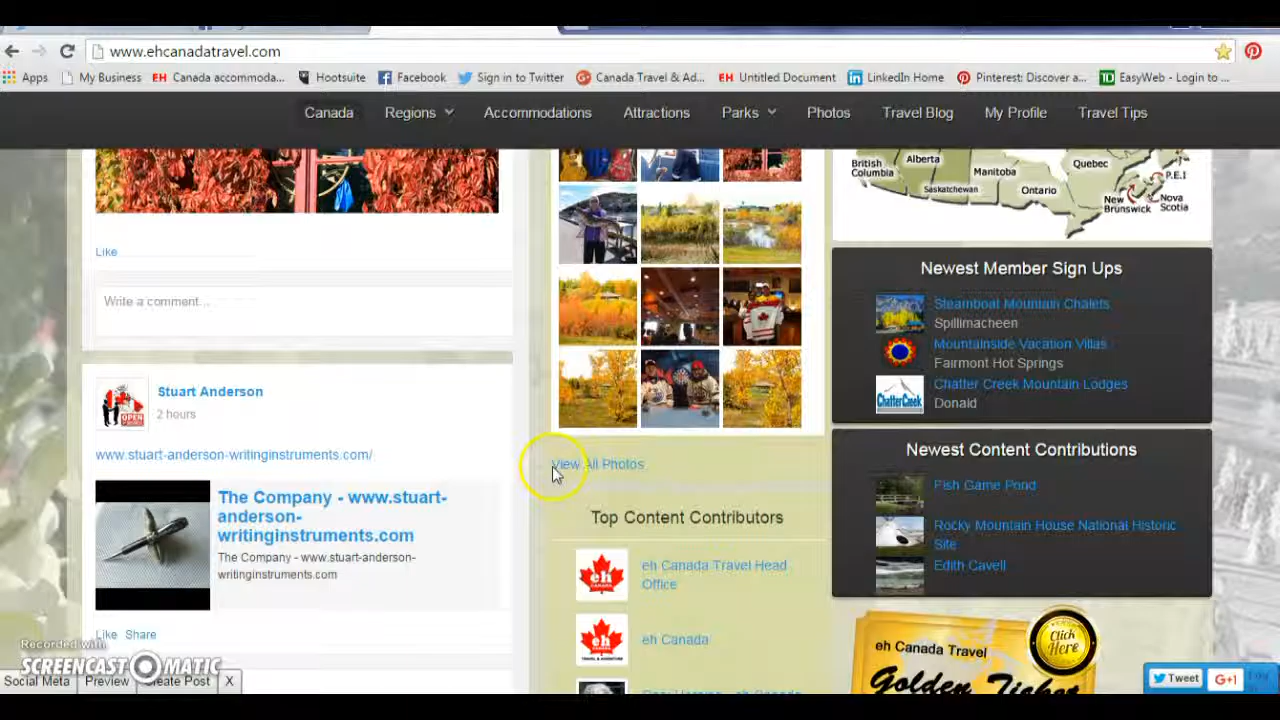 www.ehcanadatravel.com
Apps
My Business
EH Canada accommoda...
Hootsuite
Facebook
Sign in to Twitter
Canada Travel & Ad...
EH Untitled Document
LinkedIn Home
Pinterest: Discover a...
EasyWeb - Login to ...
Canada
Regions
Accommodations
Attractions
Parks
Photos
Travel Blog
My Profile
Travel Tips
Like
Write a comment...
Stuart Anderson
2 hours
www.stuart-anderson-writinginstruments.com/
The Company - www.stuart-
anderson-
writinginstruments.com
The Company - www.stuart-anderson-
writinginstruments.com
Like Share
View All Photos
Top Content Contributors
eh Canada Travel Head
Office
eh Canada
British
Columbia
Alberta
Saskatchewan
Manitoba
Ontario
Quebec
P.E.I
New
Brunswick
Nova
Scotia
Newest Member Sign Ups
Steamboat Mountain Chalets
Spillimacheen
Mountainside Vacation Villas
Fairmont Hot Springs
ChatterCreek
Chatter Creek Mountain Lodges
Donald
Newest Content Contributions
Fish Game Pond
Rocky Mountain House National Historic
Site
Edith Cavell
eh Canada Travel
Golden Ticket
Click
Here
Recorded with
SCREENCAST-O-MATIC
Social Meta
Preview
Create Post
X
Tweet
G+1